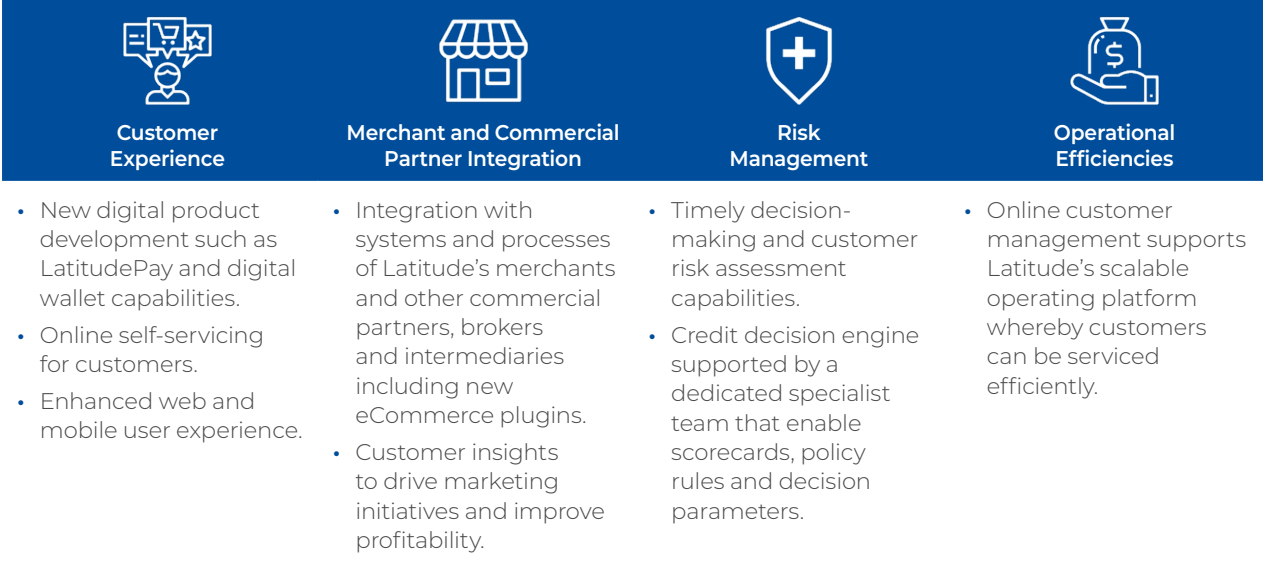 Customer
Experience
Merchant and Commercial
Partner Integration
Risk
Management
Operational
Efficiencies
• New digital product
development such as
LatitudePay and digital
wallet capabilities.
• Online self-servicing
for customers.
• Enhanced web and
mobile user experience.
• Integration with
systems and processes
of Latitude’s merchants
and other commercial
partners, brokers
and intermediaries
including new
eCommerce plugins.
• Customer insights
to drive marketing
initiatives and improve
profitability.
• Timely decision-
making and customer
risk assessment
capabilities.
• Credit decision engine
supported by a
dedicated specialist
team that enable
scorecards, policy
rules and decision
parameters.
• Online customer
management supports
Latitude’s scalable
operating platform
whereby customers
can be serviced
efficiently.